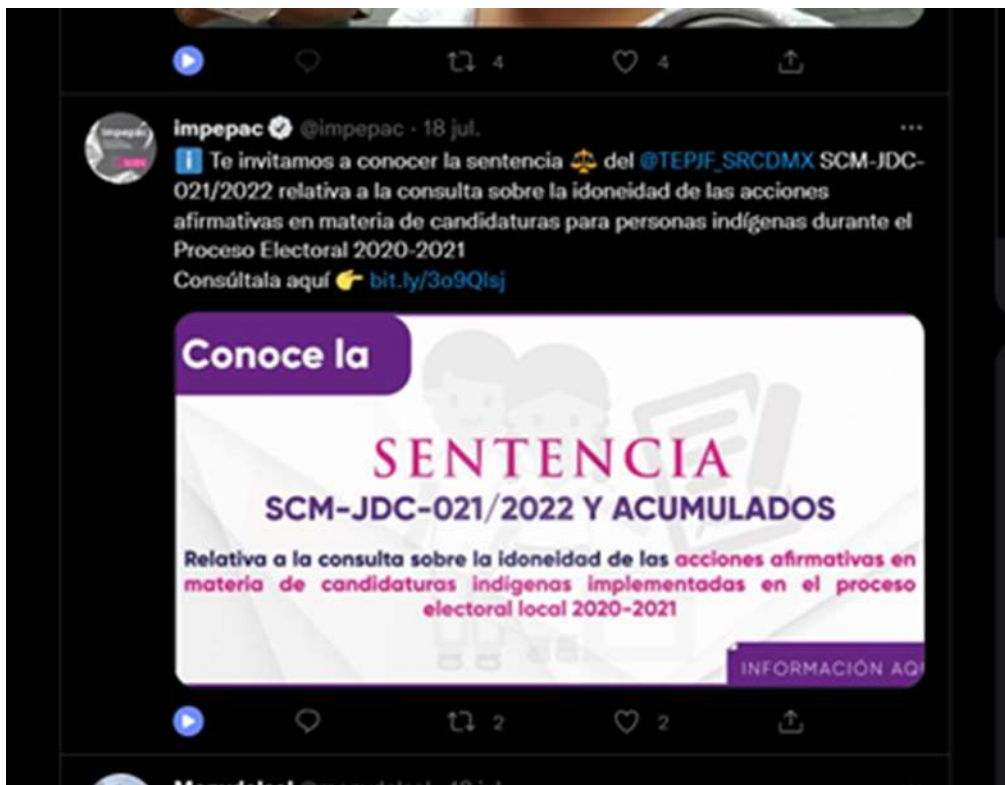 4 4
impepac @impepac · 18 jul.
Te invitamos a conocer la sentencia del @TEPJF_SRCDMX SCM-JDC-
021/2022 relativa a la consulta sobre la idoneidad de las acciones
afirmativas en materia de candidaturas para personas indígenas durante el
Proceso Electoral 2020-2021
Consúltala aquí bit.ly/3o9Qlsj
Conoce la
SENTENCIA
SCM-JDC-021/2022 Y ACUMULADOS
Relativa a la consulta sobre la idoneidad de las acciones afirmativas en
materia de candidaturas indígenas implementadas en el proceso
electoral local 2020-2021
INFORMACIÓN AQ
2 2